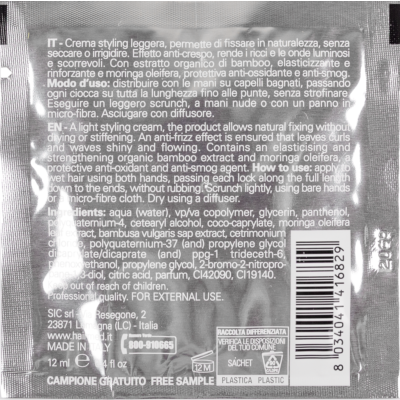 IT - Crema styling leggera, permette di fissare in naturalezza, senza
seccare o irrigidire. Effetto anti-crespo, rende i ricci e le onde luminosi
e scorrevoli. Con estratto organico di bamboo, elasticizzante e
rinforzante e moringa oleifera, protettiva anti-ossidante e anti-smog.
Modo d'uso: distribuire con le mani su capelli bagnati, passando
ogni ciocca su tutta la lunghezza fino alle punte, senza strofinare.
Eseguire un leggero scrunch, a mani nude o con un panno in
micro-fibra. Asciugare con diffusore.
EN - A light styling cream, the product allows natural fixing without
drying or stiffening. An anti-frizz effect is ensured that leaves curls
and waves shiny and flowing. Contains an elasticising and
strengthening organic bamboo extract and moringa oleifera, a
protective anti-oxidant and anti-smog agent. How to use: apply to
wet hair using both hands, passing each lock along the full length
down to the ends, without rubbing. Scrunch lightly, using bare hands
or micro-fibre cloth. Dry using a diffuser.
Ingredients: aqua (water), vp/va copolymer, glycerin, panthenol,
polyquaternium-4, cetearyl alcohol, coco-caprylate, moringa oleifera
extract, bambusa vulgaris sap extract, cetrimonium
polyquaternium-37 (and) propylene glycol
dicaprylate/dicaprate (and) ppg-1 trideceth-6,
propylene glycol, 2-bromo-2-nitropro-
citric acid, parfum, CI42090, CI19140.
Keep out of reach of children.
Professional quality. FOR EXTERNAL USE.
SIC srl Resegone, 2
23871 (LC) - Italia
www.
MADE IN ITALY
800-910665
12 ml fl oz
12 M
RACCOLTA DIFFERENZIATA
VERIFICA LE DISPOSIZIONI
DEL TUO COMUNE
SACHET
PLASTICA PLASTIC
8 034041 416829
CAMPIONE GRATUITO FREE SAMPLE